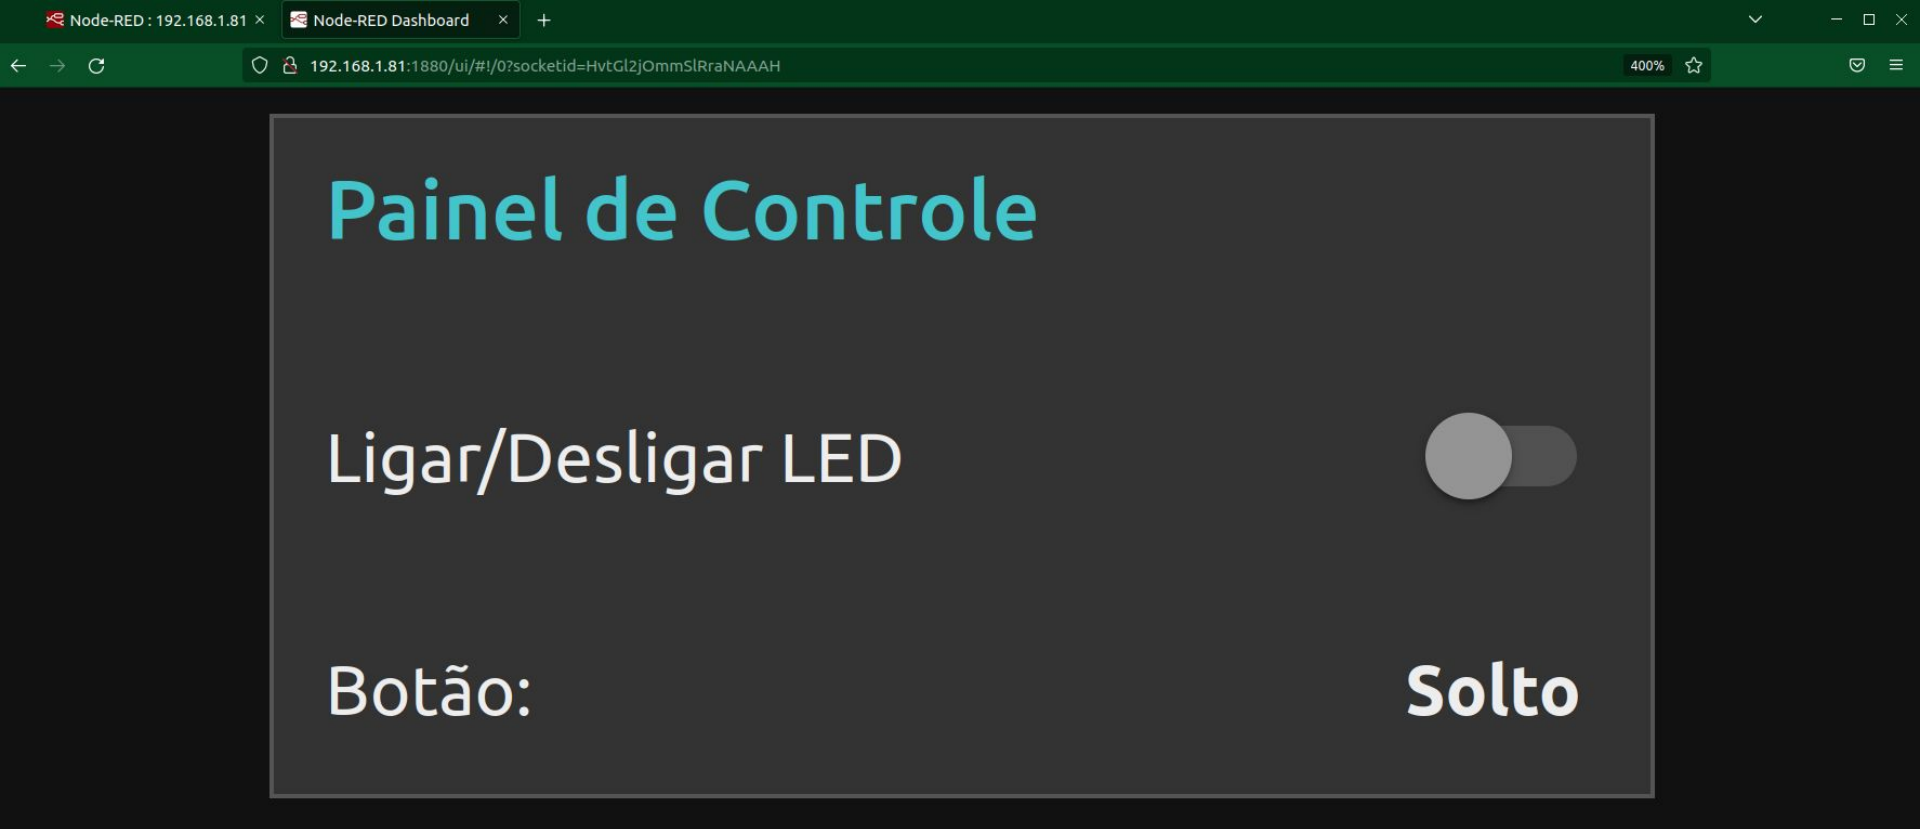 Node-RED : 192.168.1.81
Node-RED Dashboard
192.168.1.81:1880/ui/#!/0?socketid=HvtGl2jOmmSlRraNAAAH
400%
Painel de Controle
Ligar/Desligar LED
Botão: Solto